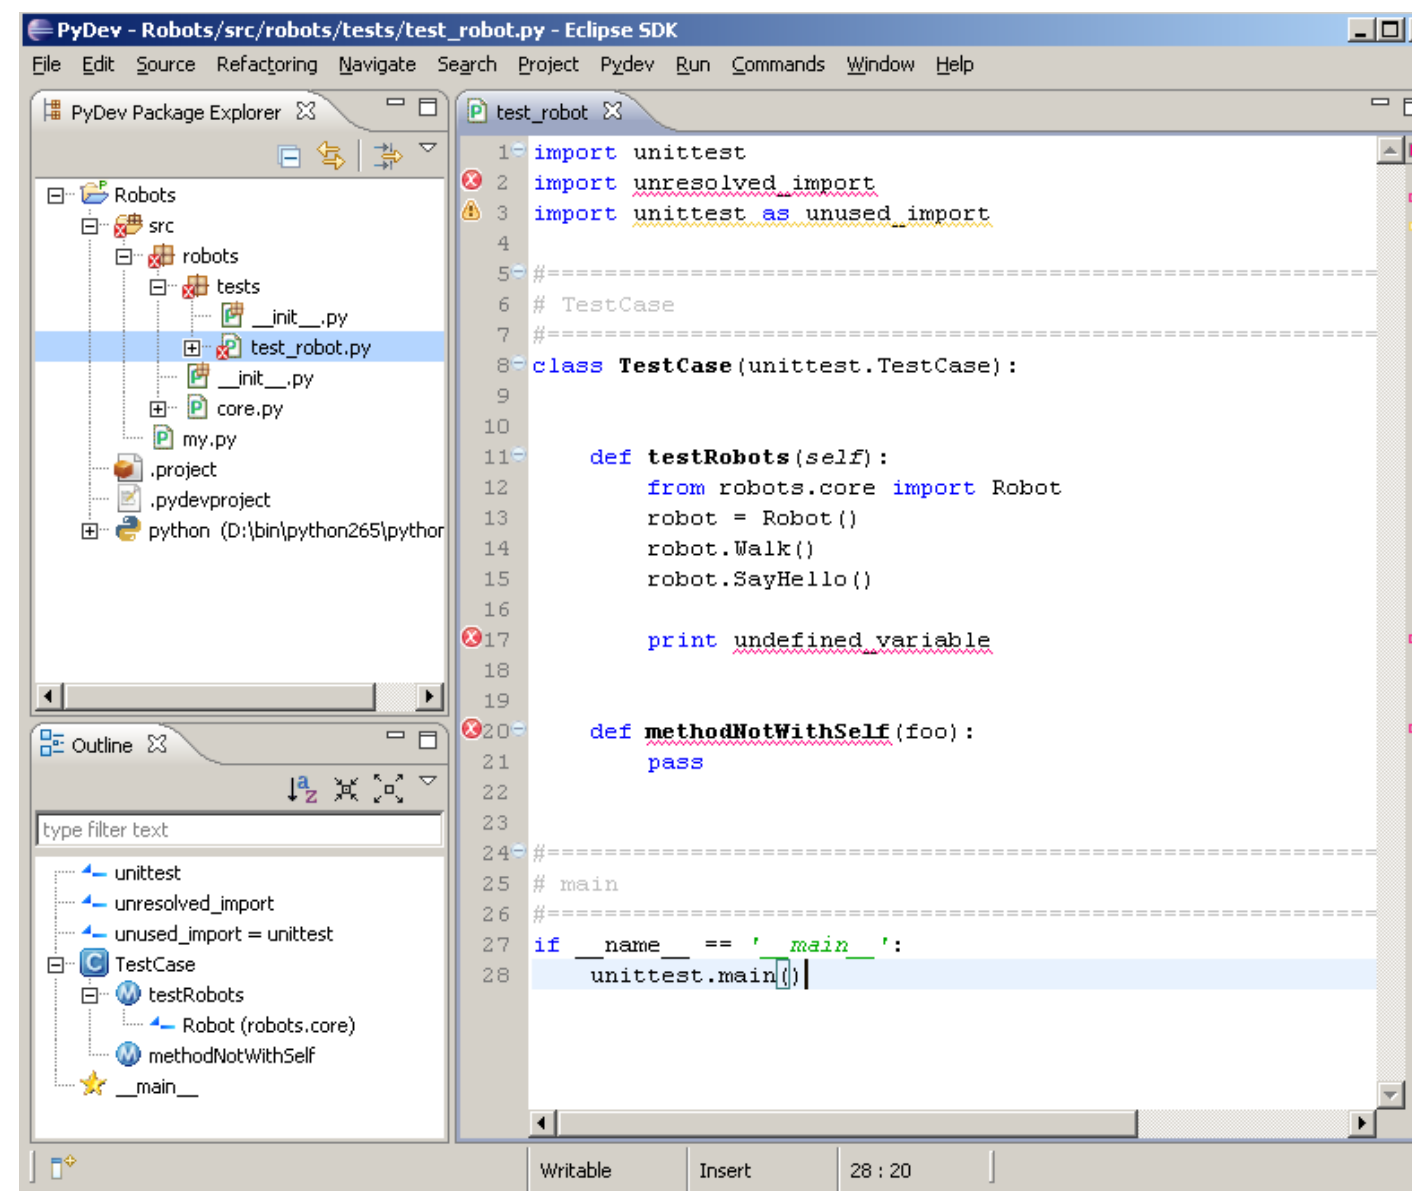 PyDev - Robots/src/robots/tests/test_robot.py - Eclipse SDK
File Edit Source Refactoring Navigate Search Project Pydev Run Commands Window Help
PyDev Package Explorer
Robots
src
robots
tests
__init__.py
test_robot.py
__init__.py
core.py
my.py
.project
.pydevproject
python (D:\bin\python265\python
Outline
type filter text
unittest
unresolved_import
unused_import = unittest
TestCase
testRobots
Robot (robots.core)
methodNotWithSelf
__main__
test_robot
1 import unittest
2 import unresolved_import
3 import unittest as unused_import
4
5 #==========================================================
6 # TestCase
7 #==========================================================
8 class TestCase(unittest.TestCase):
9
10
11 def testRobots(self):
12 from robots.core import Robot
13 robot = Robot()
14 robot.Walk()
15 robot.SayHello()
16
17 print undefined_variable
18
19
20 def methodNotWithSelf(foo):
21 pass
22
23
24 #==========================================================
25 # main
26 #==========================================================
27 if __name__ == '__main__':
28 unittest.main()
Writable Insert 28 : 20